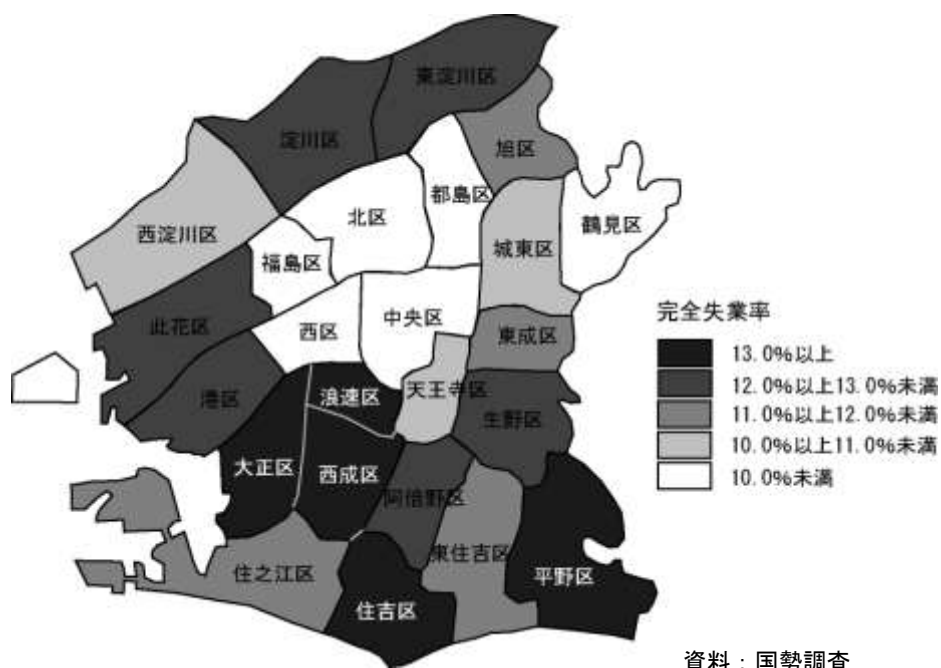 東淀川区
淀川区
旭区
都島区
北区
鶴見区
西淀川区
城東区
福島区
中央区
西区
此花区
東成区
港区
浪速区
天王寺区
生野区
大正区
西成区
阿倍野区
東住吉区
住之江区
平野区
住吉区
完全失業率
13.0%以上
12.0%以上13.0%未満
11.0%以上12.0%未満
10.0%以上11.0%未満
10.0%未満
資料：国勢調査